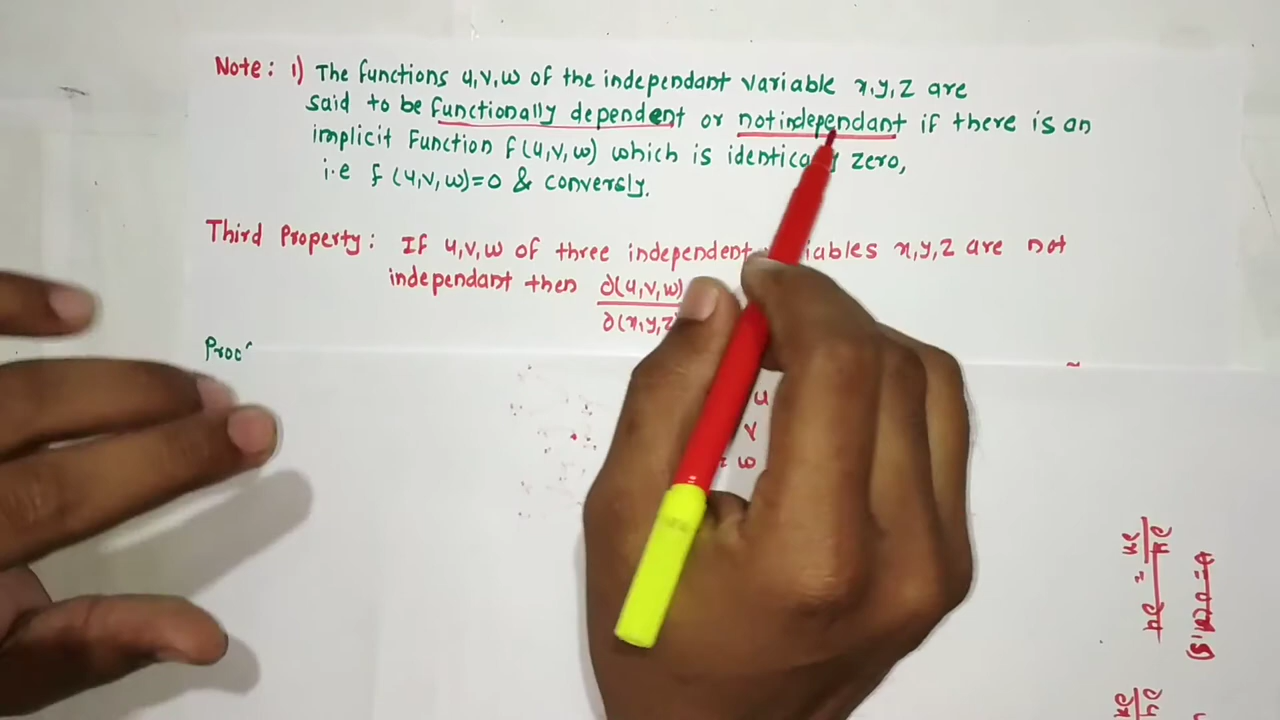 Note: 1) The functions u,v,w of the independant variable x,y,z are
said to be functionally dependent or not independant if there is an
implicit Function f(u,v,w) which is identically zero,
i.e f(u,v,w)=0 & conversly.
Third Property: If u,v,w of three independent variables x,y,z are not
independant then ∂(u,v,w)
∂(x,y,z
u
v
= w